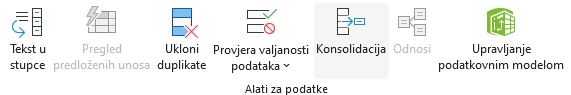 Tekst u stupce
Pregled predloženih unosa
Ukloni duplikate
Provjera valjanosti podataka
Konsolidacija
Odnosi
Upravljanje podatkovnim modelom
Alati za podatke